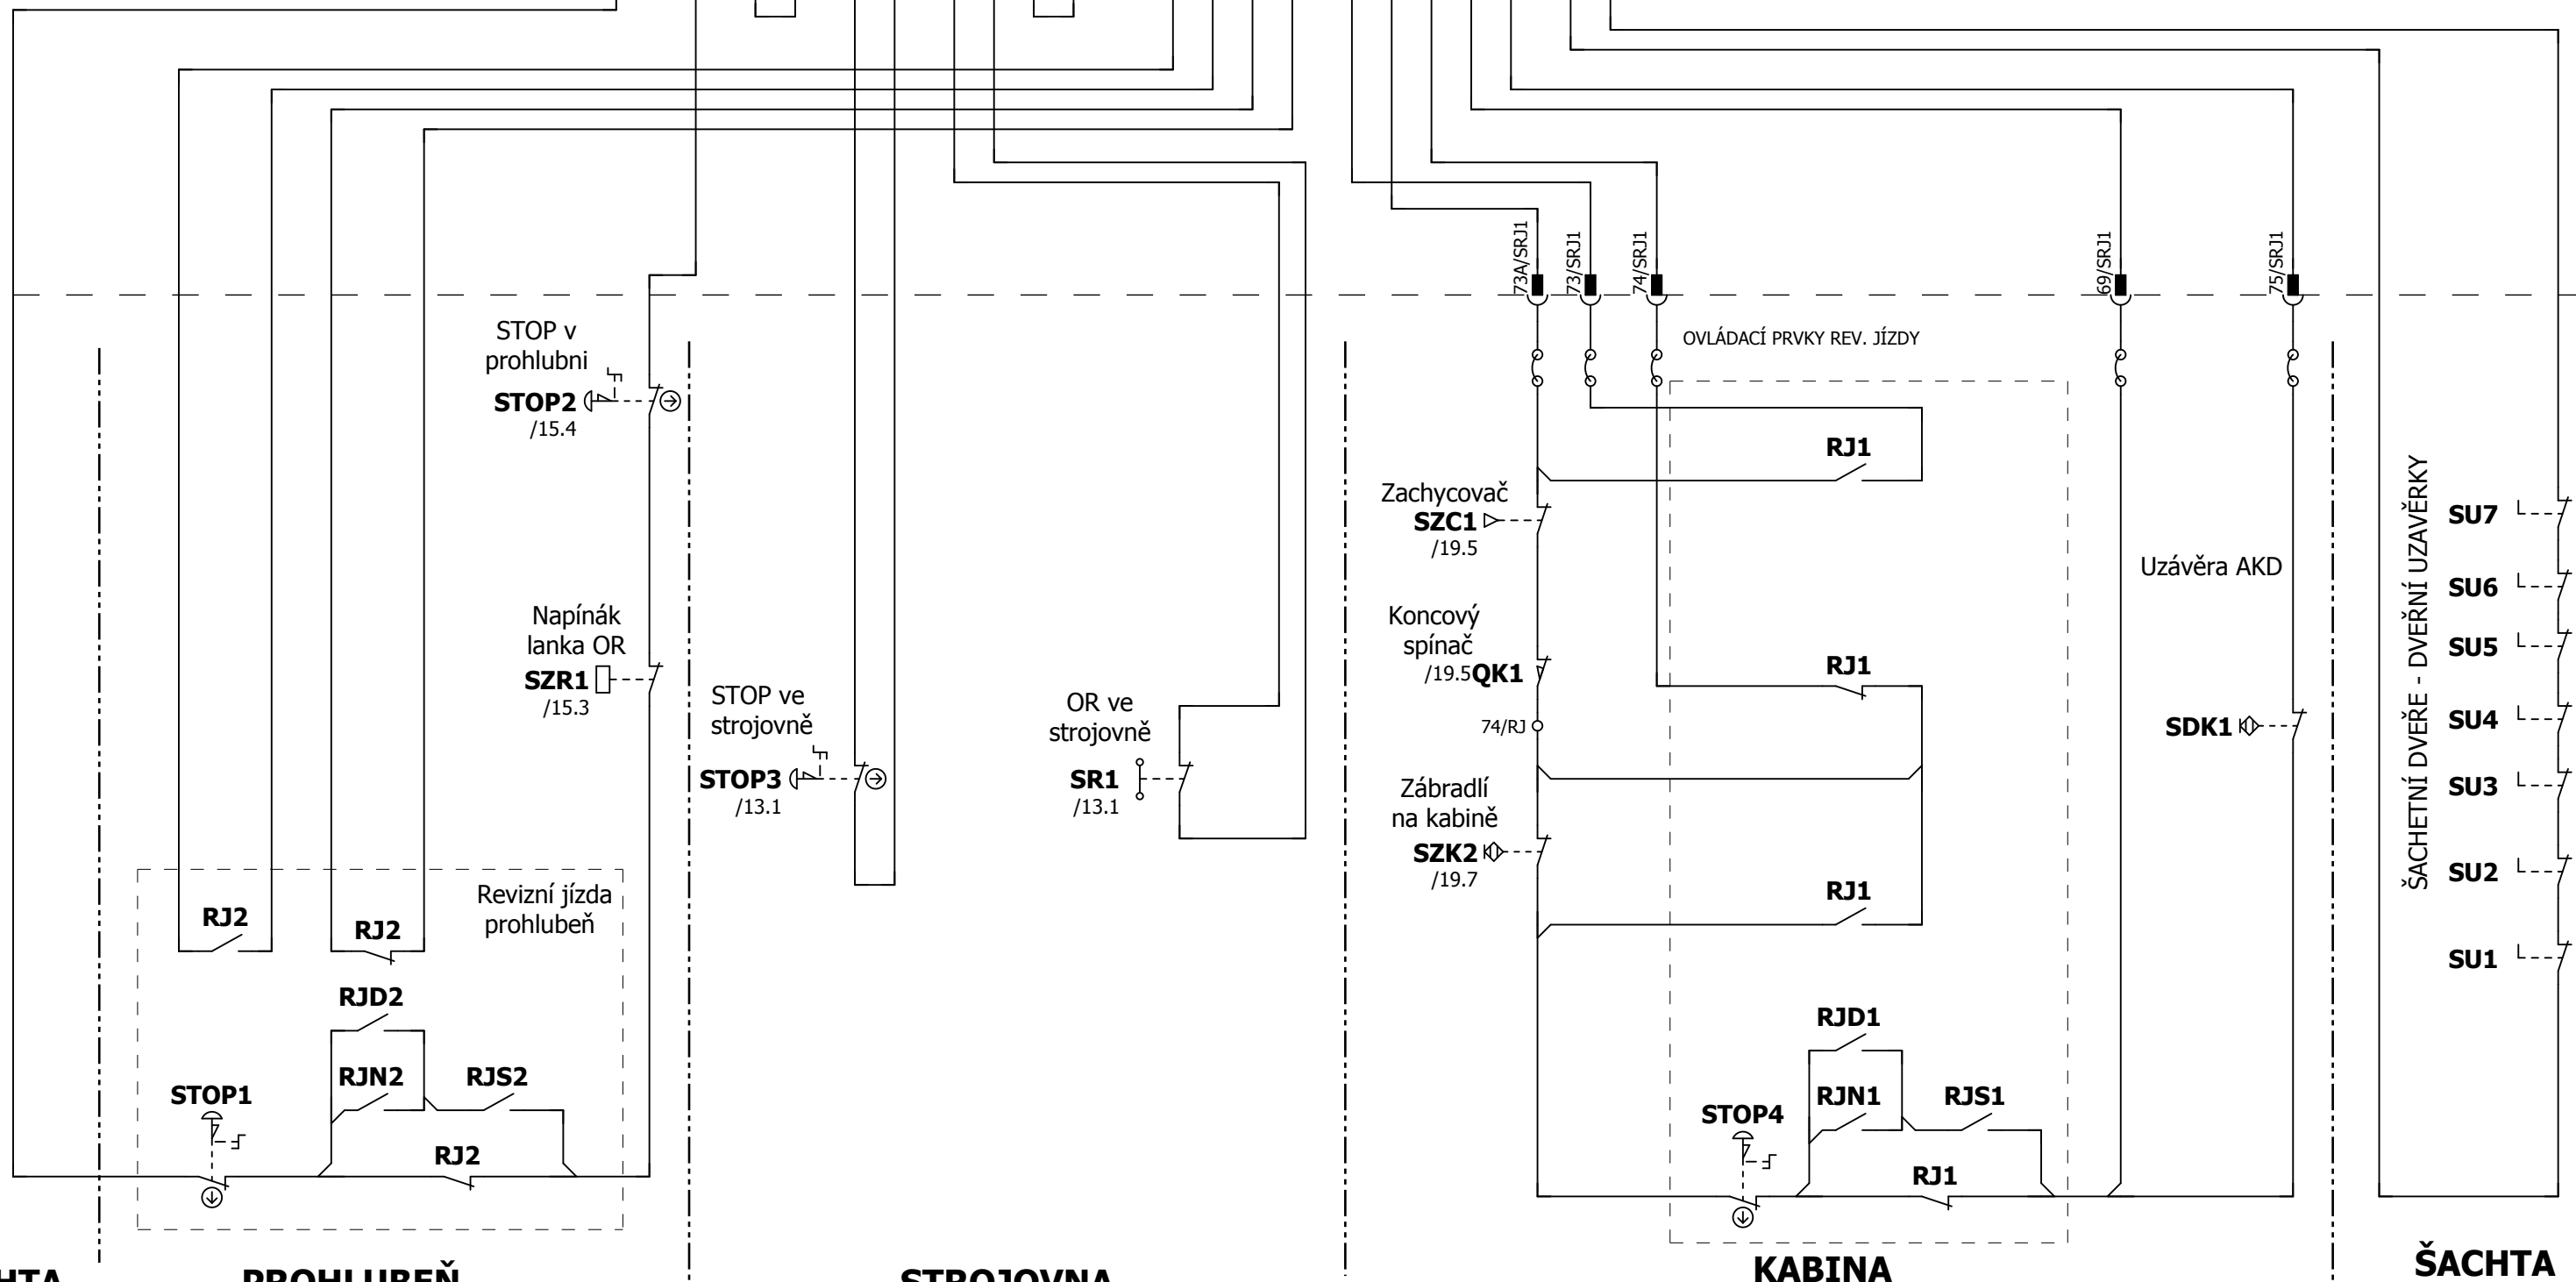 73A/SRJ1
73/SRJ1
74/SRJ1
69/SRJ1
75/SRJ1
STOP v
prohlubni
STOP2
/15.4
Napínák
lanka OR
SZR1
/15.3
Revizní jízda
prohlubeň
RJ2
RJ2
RJD2
RJN2
RJS2
STOP1
RJ2
STOP ve
strojovně
STOP3
/13.1
OR ve
strojovně
SR1
/13.1
OVLÁDACÍ PRVKY REV. JÍZDY
RJ1
Zachycovač
SZC1
/19.5
Koncový
spínač
/19.5QK1
74/RJ
RJ1
Zábradlí
na kabině
SZK2
/19.7
RJ1
RJD1
RJN1
RJS1
STOP4
RJ1
Uzávěra AKD
SDK1
ŠACHETNÍ DVEŘE - DVEŘNÍ UZAVĚRKY
SU7
SU6
SU5
SU4
SU3
SU2
SU1
HTA
PROHLUBEŇ
STROJOVNA
KABINA
ŠACHTA